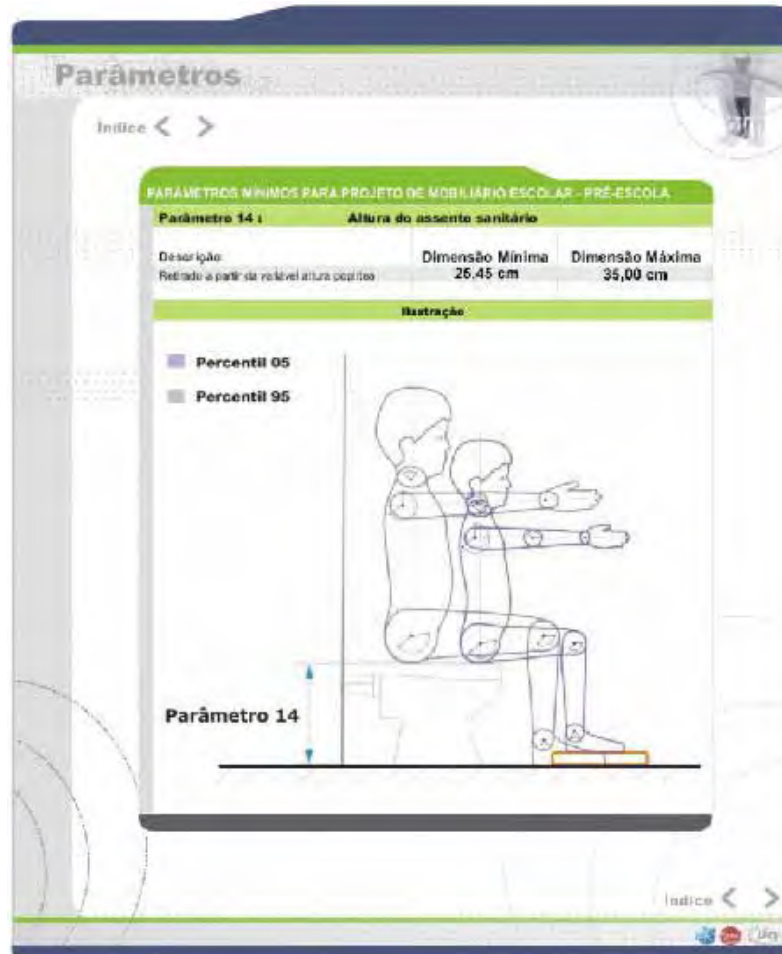 Parâmetros
Índice
PARÂMETROS MÍNIMOS PARA PROJETO DE MOBILIÁRIO ESCOLAR - PRÉ-ESCOLA
Parâmetro 14 : Altura do assento sanitário
Descrição Dimensão Mínima Dimensão Máxima
Retirado a partir da variável altura poplítea 25,45 cm 35,00 cm
Ilustração
Percentil 05
Percentil 95
Parâmetro 14
Índice